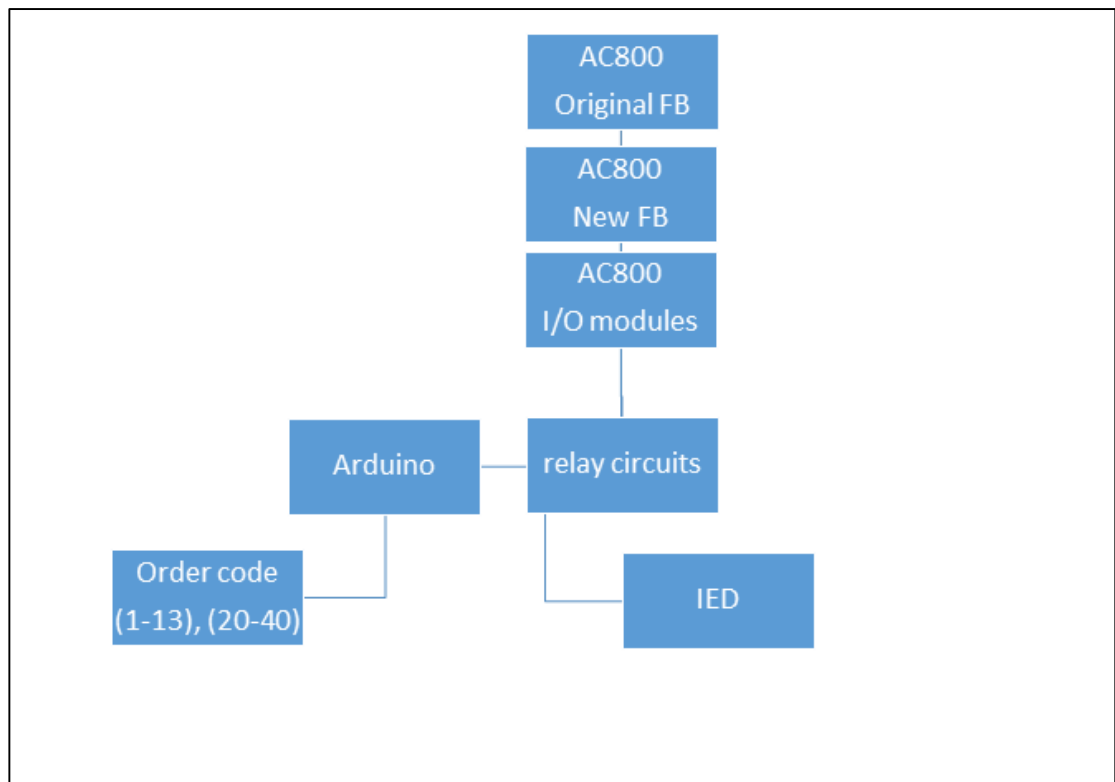 AC800
Original FB
AC800
New FB
AC800
I/O modules
Arduino
relay circuits
Order code
(1-13), (20-40)
IED